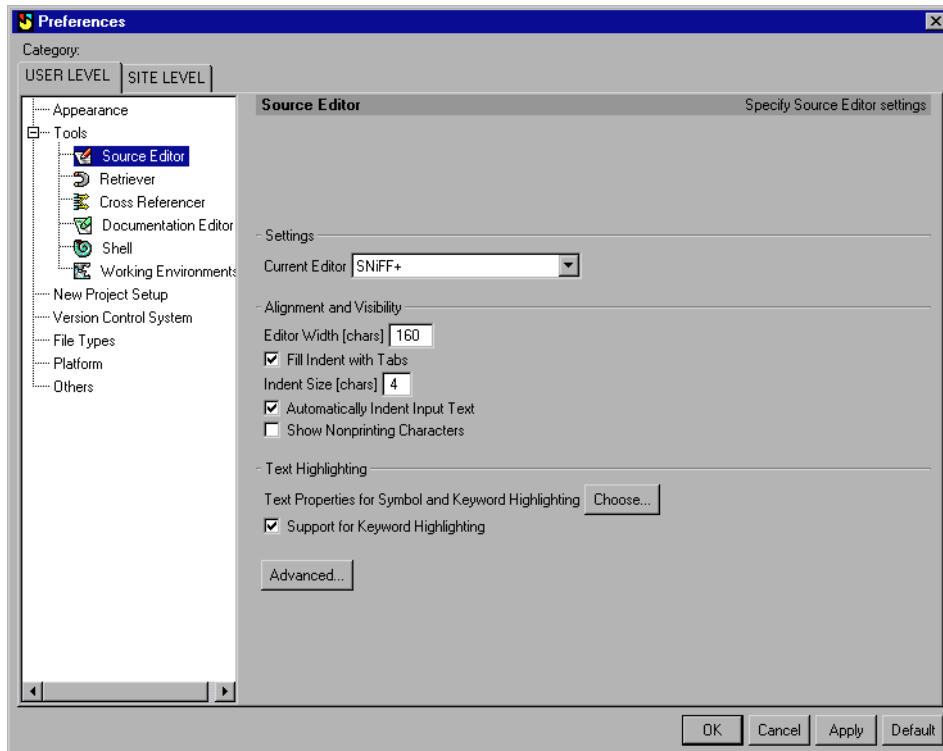 Preferences
Category:
USER LEVEL SITE LEVEL
Appearance
Tools
Source Editor
Retriever
Cross Referencer
Documentation Editor
Shell
Working Environments
New Project Setup
Version Control System
File Types
Platform
Others
Source Editor Specify Source Editor settings
Settings
Current Editor SNiFF+
Alignment and Visibility
Editor Width [chars] 160
Fill Indent with Tabs
Indent Size [chars] 4
Automatically Indent Input Text
Show Nonprinting Characters
Text Highlighting
Text Properties for Symbol and Keyword Highlighting Choose...
Support for Keyword Highlighting
Advanced...
OK Cancel Apply Default